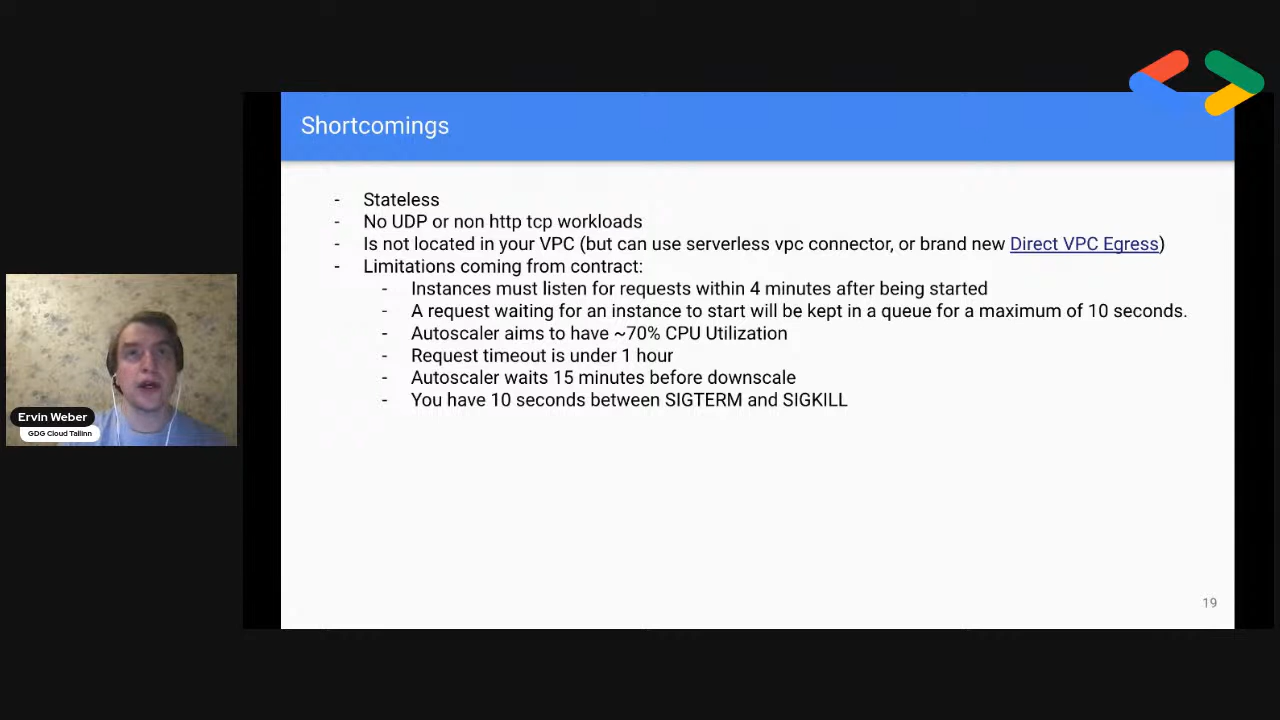 Shortcomings
- Stateless
- No UDP or non http tcp workloads
- Is not located in your VPC (but can use serverless vpc connector, or brand new Direct VPC Egress)
- Limitations coming from contract:
- Instances must listen for requests within 4 minutes after being started
- A request waiting for an instance to start will be kept in a queue for a maximum of 10 seconds.
- Autoscaler aims to have ~70% CPU Utilization
- Request timeout is under 1 hour
- Autoscaler waits 15 minutes before downscale
- You have 10 seconds between SIGTERM and SIGKILL
Ervin Weber
GDG Cloud Tallinn
19